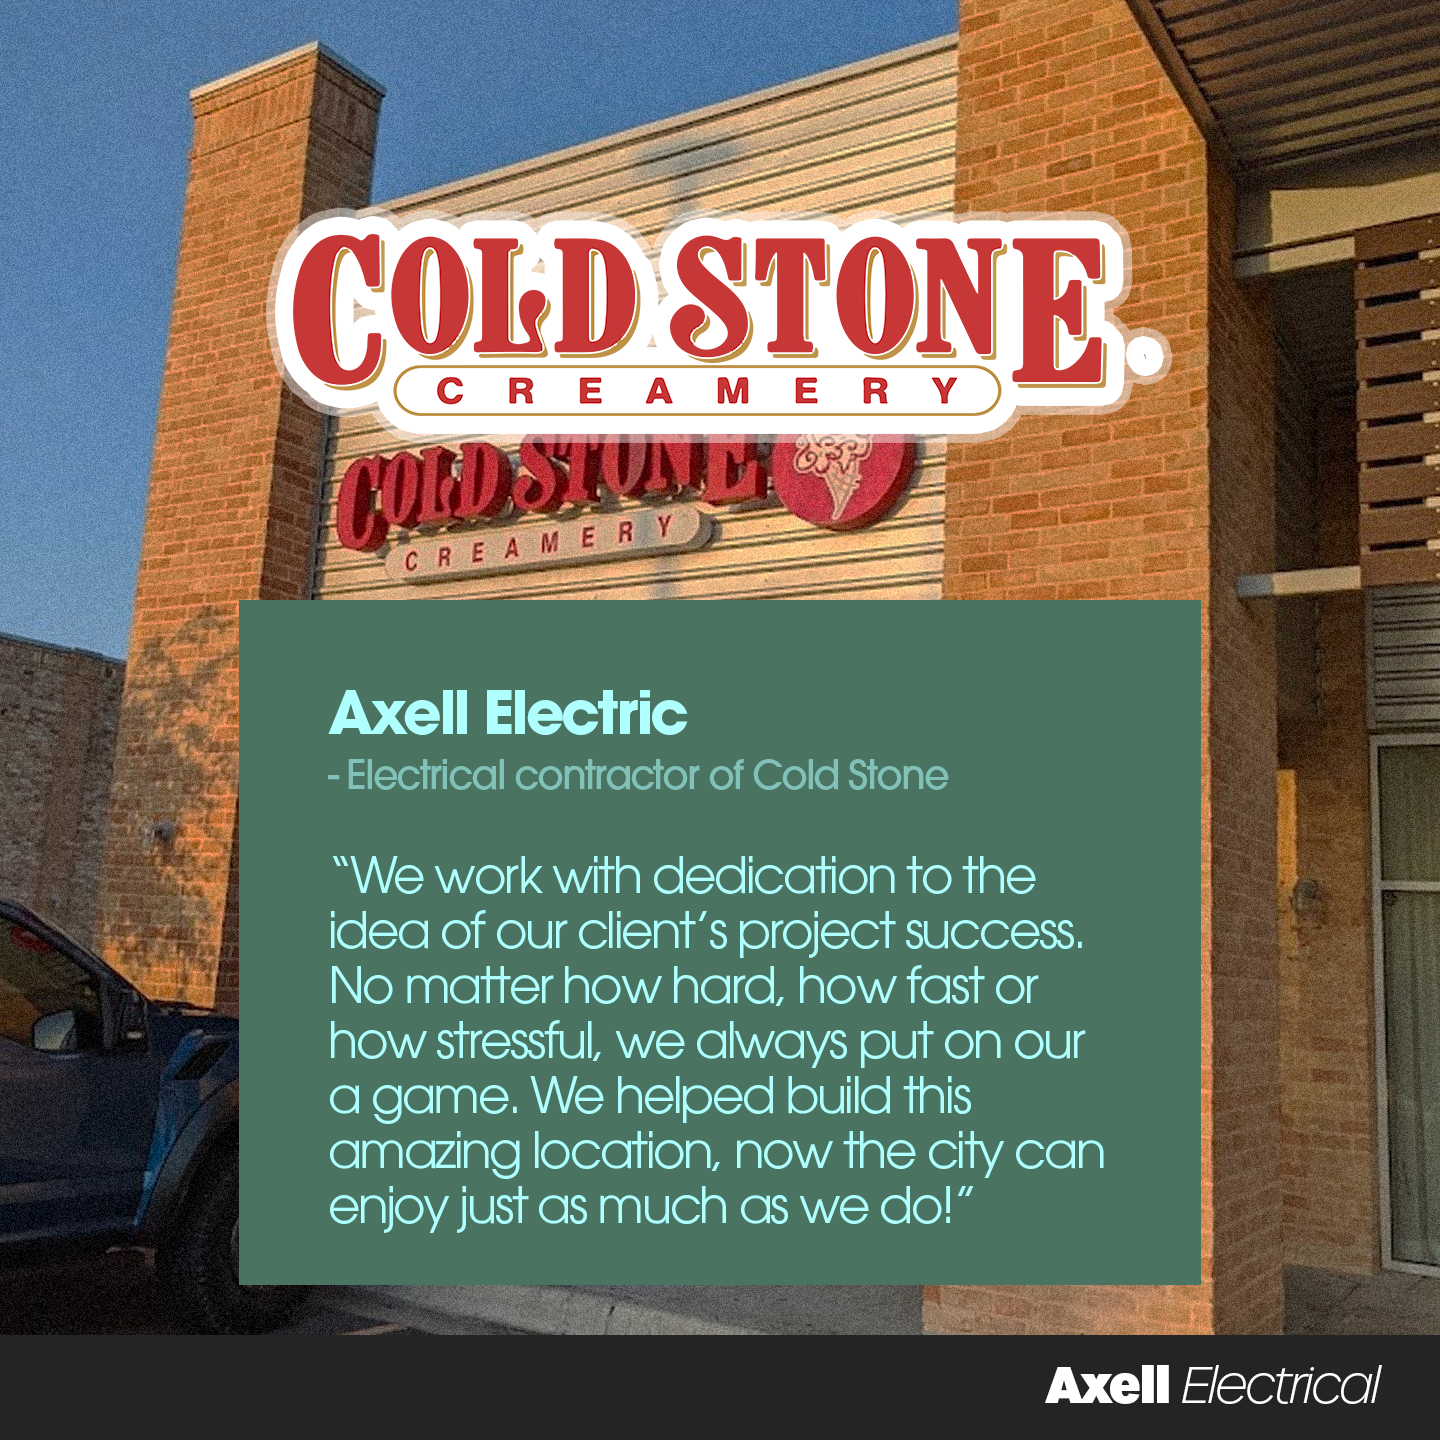 COLD STONE
CREAMERY
COLD STONE
CREAMERY
Axell Electric
- Electrical contractor of Cold Stone
“We work with dedication to the
idea of our client’s project success.
No matter how hard, how fast or
how stressful, we always put on our
a game. We helped build this
amazing location, now the city can
enjoy just as much as we do!”
Axell Electrical